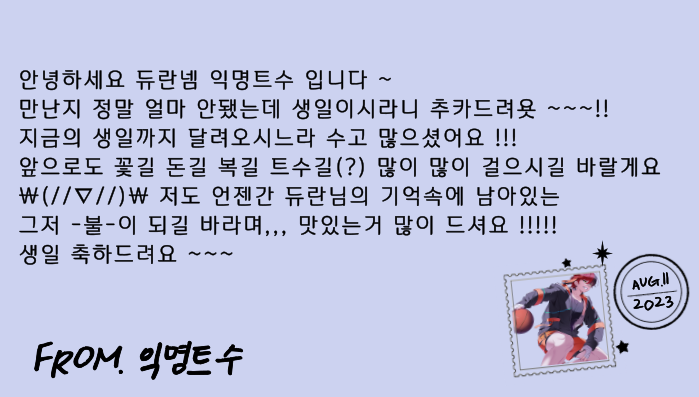 안녕하세요 듀란넴 익명트수 입니다 ~
만난지 정말 얼마 안됐는데 생일이시라니 추카드려욧 ~~~!!
지금의 생일까지 달려오시느라 수고 많으셨어요 !!!
앞으로도 꽃길 돈길 복길 트수길(?) 많이 많이 걸으시길 바랄게요
₩(//▽//)₩ 저도 언젠간 듀란님의 기억속에 남아있는
그저 -불-이 되길 바라며,,, 맛있는거 많이 드셔요 !!!!!
생일 축하드려요 ~~~
AUG.11
2023
FROM. 익명트수